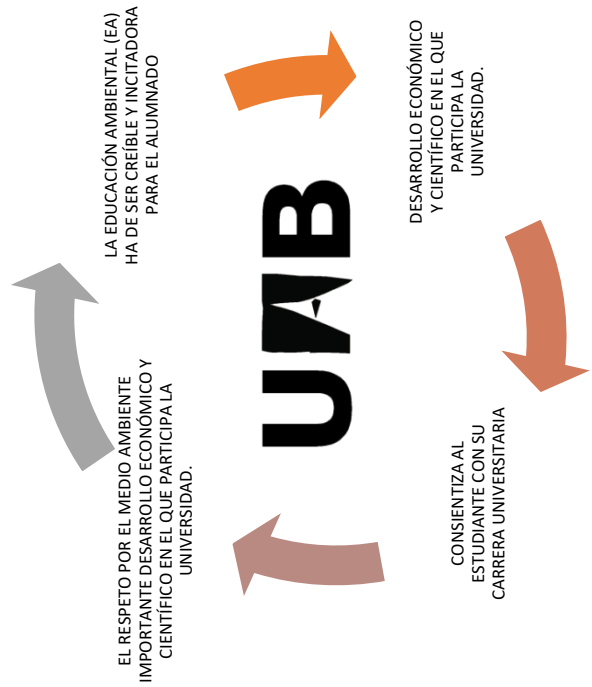 EL RESPETO POR EL MEDIO AMBIENTE
IMPORTANTE DESARROLLO ECONÓMICO Y
CIENTÍFICO EN EL QUE PARTICIPA LA
UNIVERSIDAD.
LA EDUCACIÓN AMBIENTAL (EA)
HA DE SER CREÍBLE Y INCITADORA
PARA EL ALUMNADO
UMB
CONSIENTIZA AL
ESTUDIANTE CON SU
CARRERA UNIVERSITARIA
DESARROLLO ECONÓMICO
Y CIENTÍFICO EN EL QUE
PARTICIPA LA
UNIVERSIDAD.